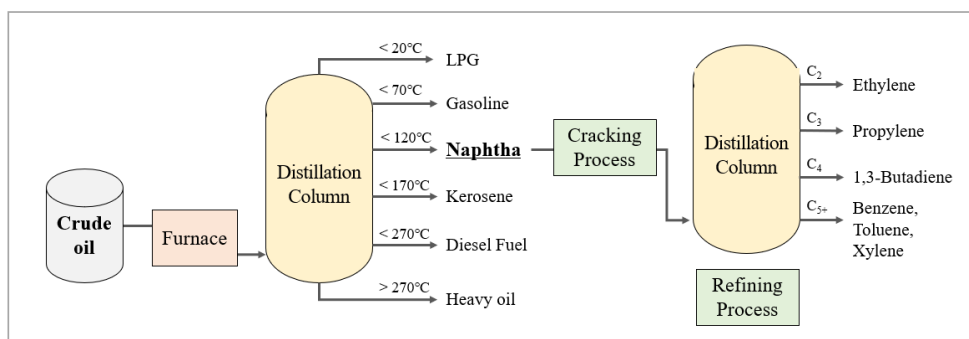 Crude
oil
Furnace
Distillation
Column
< 20℃
LPG
< 70℃
Gasoline
< 120℃
Naphtha
< 170℃
Kerosene
< 270℃
Diesel Fuel
> 270℃
Heavy oil
Cracking
Process
Distillation
Column
C2
Ethylene
C3
Propylene
C4
1,3-Butadiene
C5+
Benzene,
Toluene,
Xylene
Refining
Process